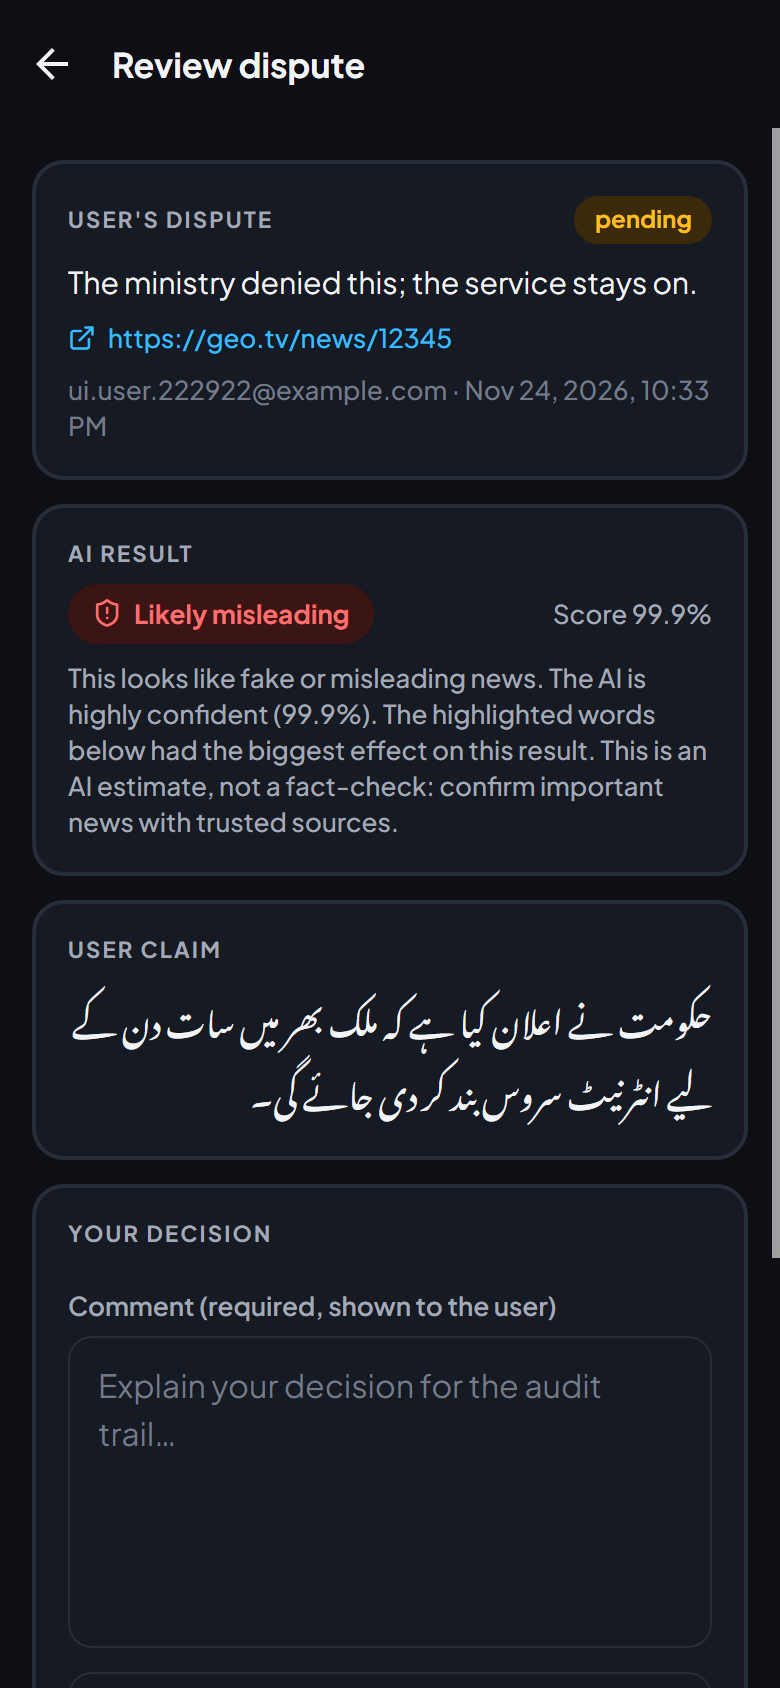 Review dispute
USER'S DISPUTE
pending
The ministry denied this; the service stays on.
https://geo.tv/news/12345
ui.user.222922@example.com · Nov 24, 2026, 10:33
PM
AI RESULT
Likely misleading
Score 99.9%
This looks like fake or misleading news. The AI is
highly confident (99.9%). The highlighted words
below had the biggest effect on this result. This is an
AI estimate, not a fact-check: confirm important
news with trusted sources.
USER CLAIM
حکومت نے اعلان کیا ہے کہ ملک بھر میں سات دن کے
لیے انٹرنیٹ سروس بند کر دی جائے گی۔
YOUR DECISION
Comment (required, shown to the user)
Explain your decision for the audit
trail…